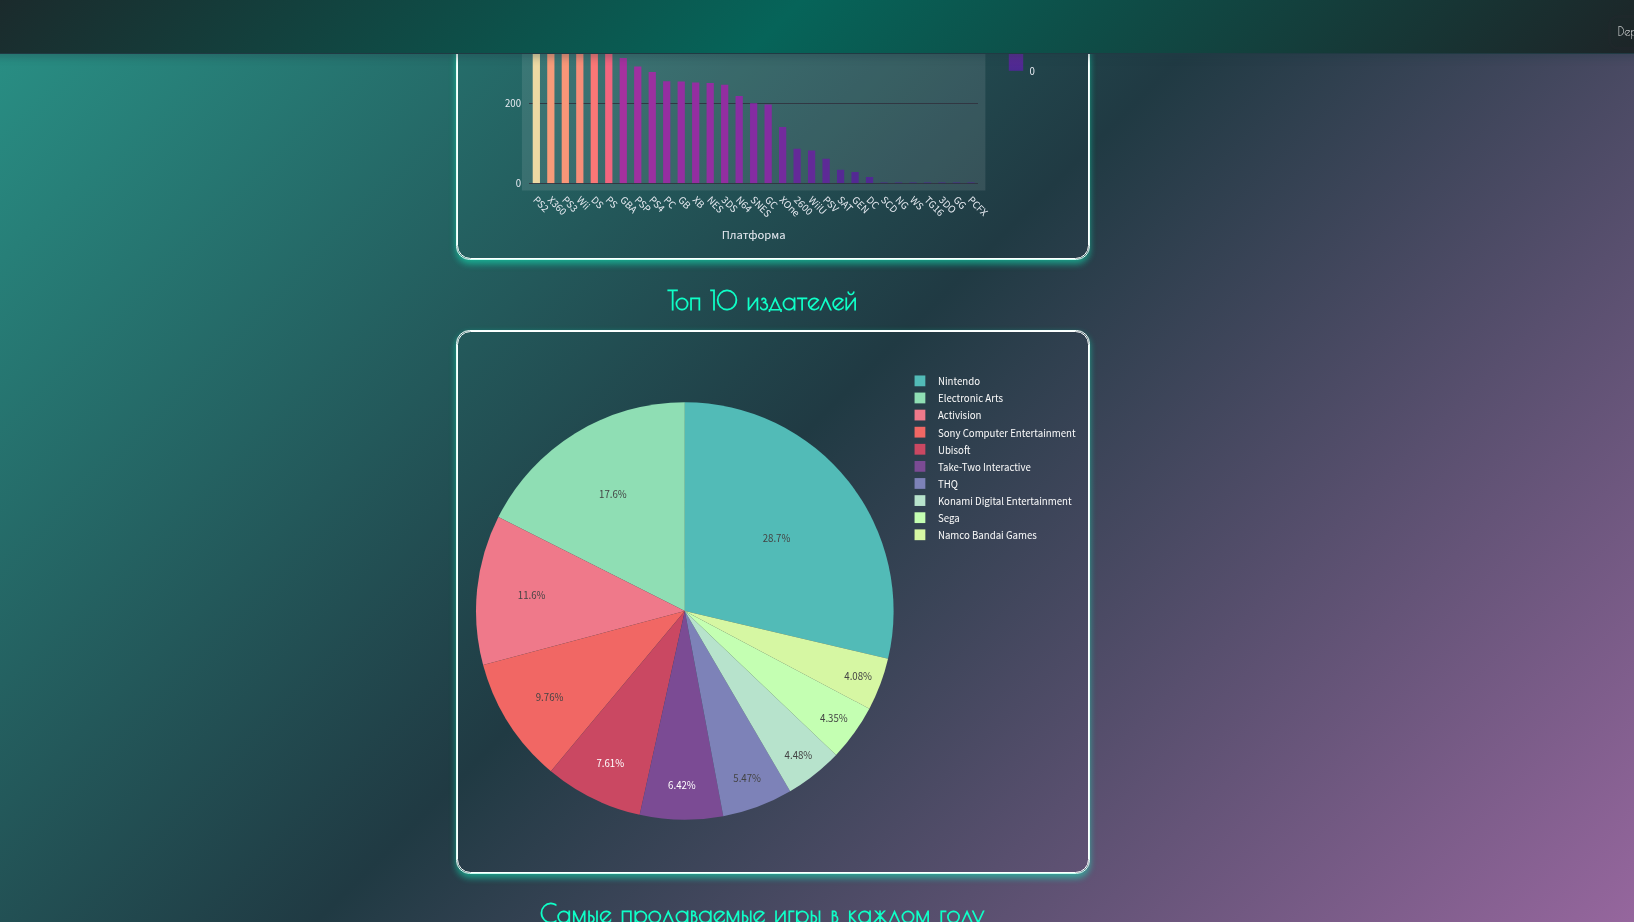 Dep
0
200
0
PS2 X360 PS3 Wii DS PS GBA PSP PS4 PC GB XB NES 3DS N64 SNES GC XOne 2600 WiiU PSV SAT GEN DC SCD NG WS TG16 3DO GG PCFX
Платформа
Топ 10 издателей
Nintendo
Electronic Arts
Activision
Sony Computer Entertainment
Ubisoft
Take-Two Interactive
THQ
Konami Digital Entertainment
Sega
Namco Bandai Games
17.6%
28.7%
11.6%
4.08%
9.76%
4.35%
4.48%
7.61%
5.47%
6.42%
Самые продаваемые игры в каждом году